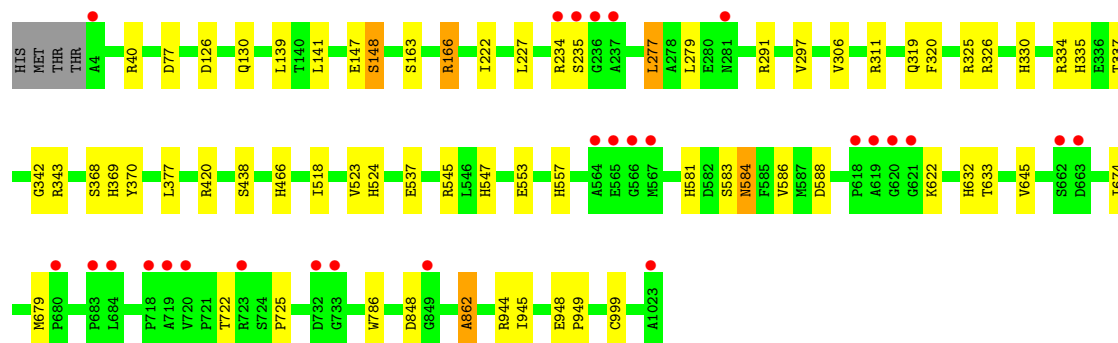 HIS MET THR THR A4 R40 D77 D126 Q130 L139 T140 L141 E147 S148 S163 R166 I222 L227 R234 S235 G236 A237 L277 A278 L279 E280 N281 R291 V297 V306 R311 Q319 F320 R325 R326 H330 R334 H335 E336 T337
G342 R343 S368 H369 Y370 L377 R420 S438 H466 I518 V523 H524 E537 R545 L546 H547 E553 H557 A564 E565 G566 M567 H581 D582 S583 N584 F585 V586 M587 D588 P618 A619 G620 G621 K622 H632 T633 V645 S662 D663
M679 P680 P683 L684 P718 A719 V720 P721 T722 R723 S724 P725 D732 G733 W786 D848 G849 A862 R944 I945 E948 P949 C999 A1023